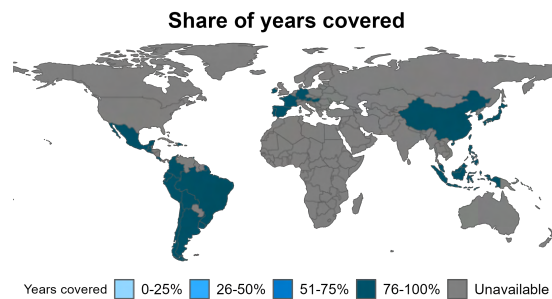 Share of years covered
Years covered 0-25% 26-50% 51-75% 76-100% Unavailable